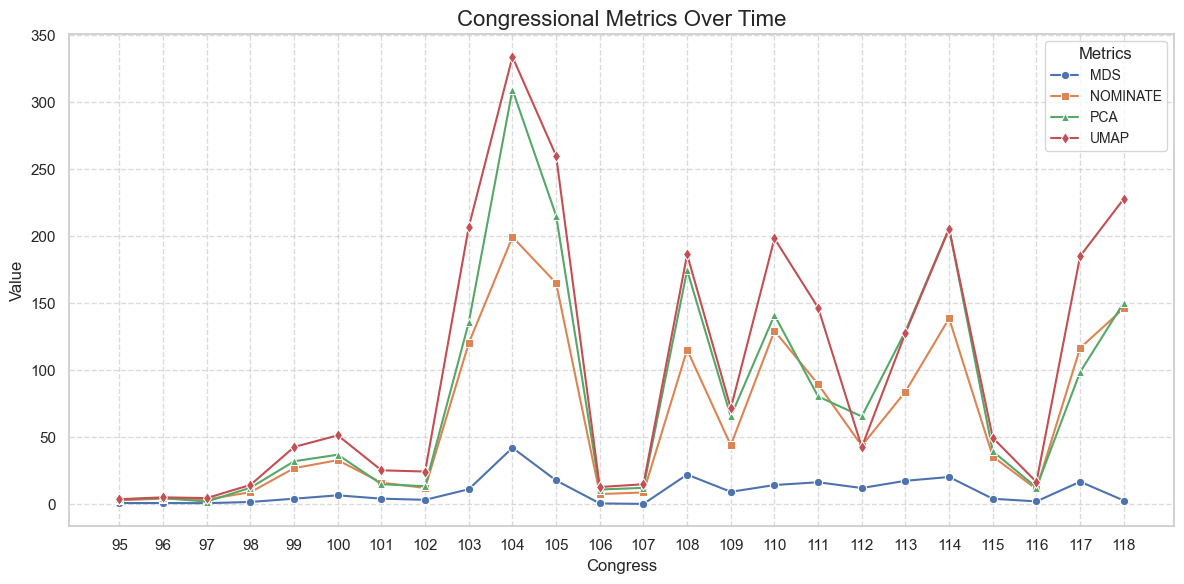 Congressional Metrics Over Time
Metrics
MDS
NOMINATE
PCA
UMAP
Value
350
300
250
200
150
100
50
0
95 96 97 98 99 100 101 102 103 104 105 106 107 108 109 110 111 112 113 114 115 116 117 118
Congress